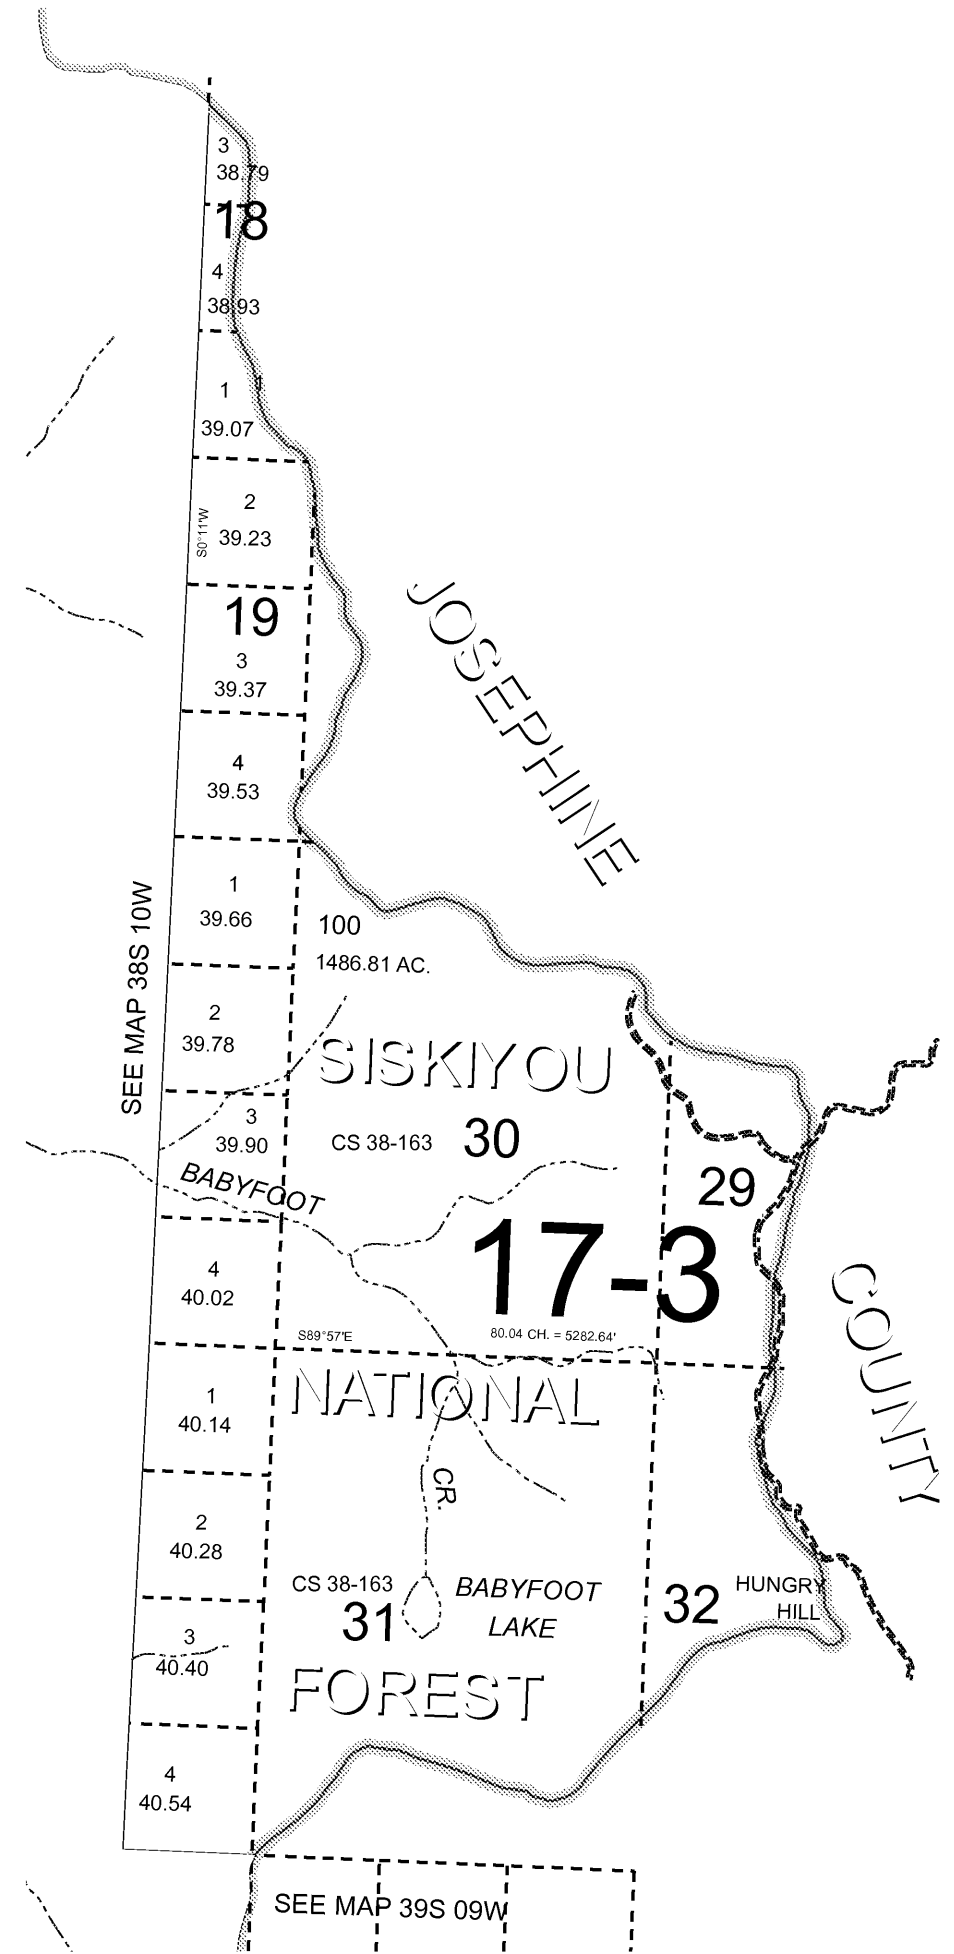 3
38.79
18
4
38.93
1
1
39.07
2
39.23
S0°11'W
19
3
39.37
4
39.53
JOSEPHINE
1
39.66
100
1486.81 AC.
SEE MAP 38S 10W
2
39.78
SISKIYOU
3
39.90
CS 38-163
30
29
BABYFOOT
17-3
4
40.02
S89°57'E
80.04 CH. = 5282.64'
COUNTY
1
40.14
NATIONAL
CR.
2
40.28
CS 38-163
31
BABYFOOT
LAKE
32
HUNGRY
HILL
3
40.40
FOREST
4
40.54
SEE MAP 39S 09W